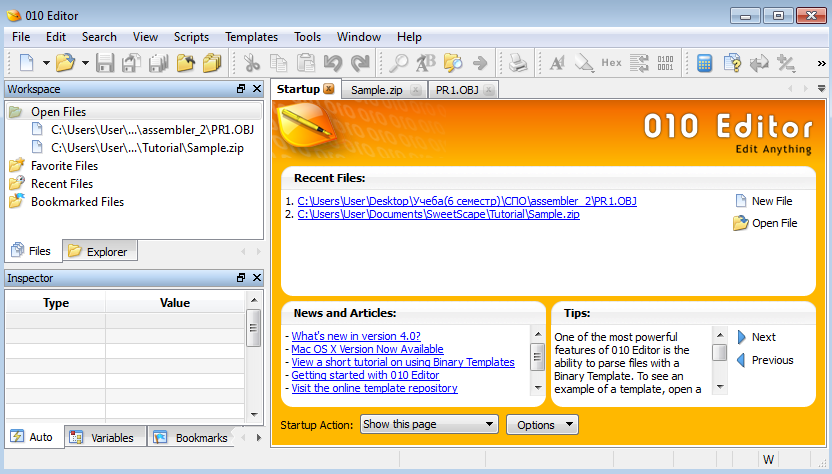 010 Editor
File Edit Search View Scripts Templates Tools Window Help
Hex
Workspace
Open Files
C:\Users\User\...\assembler_2\PR1.OBJ
C:\Users\User\...\Tutorial\Sample.zip
Favorite Files
Recent Files
Bookmarked Files
Files Explorer
Inspector
Type Value
Auto Variables Bookmarks
Startup Sample.zip PR1.OBJ
010 Editor
Edit Anything
Recent Files:
1. C:\Users\User\Desktop\Учеба(6 семестр)\СПО\assembler_2\PR1.OBJ
2. C:\Users\User\Documents\SweetScape\Tutorial\Sample.zip
New File
Open File
News and Articles:
- What's new in version 4.0?
- Mac OS X Version Now Available
- View a short tutorial on using Binary Templates
- Getting started with 010 Editor
- Visit the online template repository
Tips:
One of the most powerful
features of 010 Editor is the
ability to parse files with a
Binary Template. To see an
example of a template, open a
Next
Previous
Startup Action: Show this page Options
W